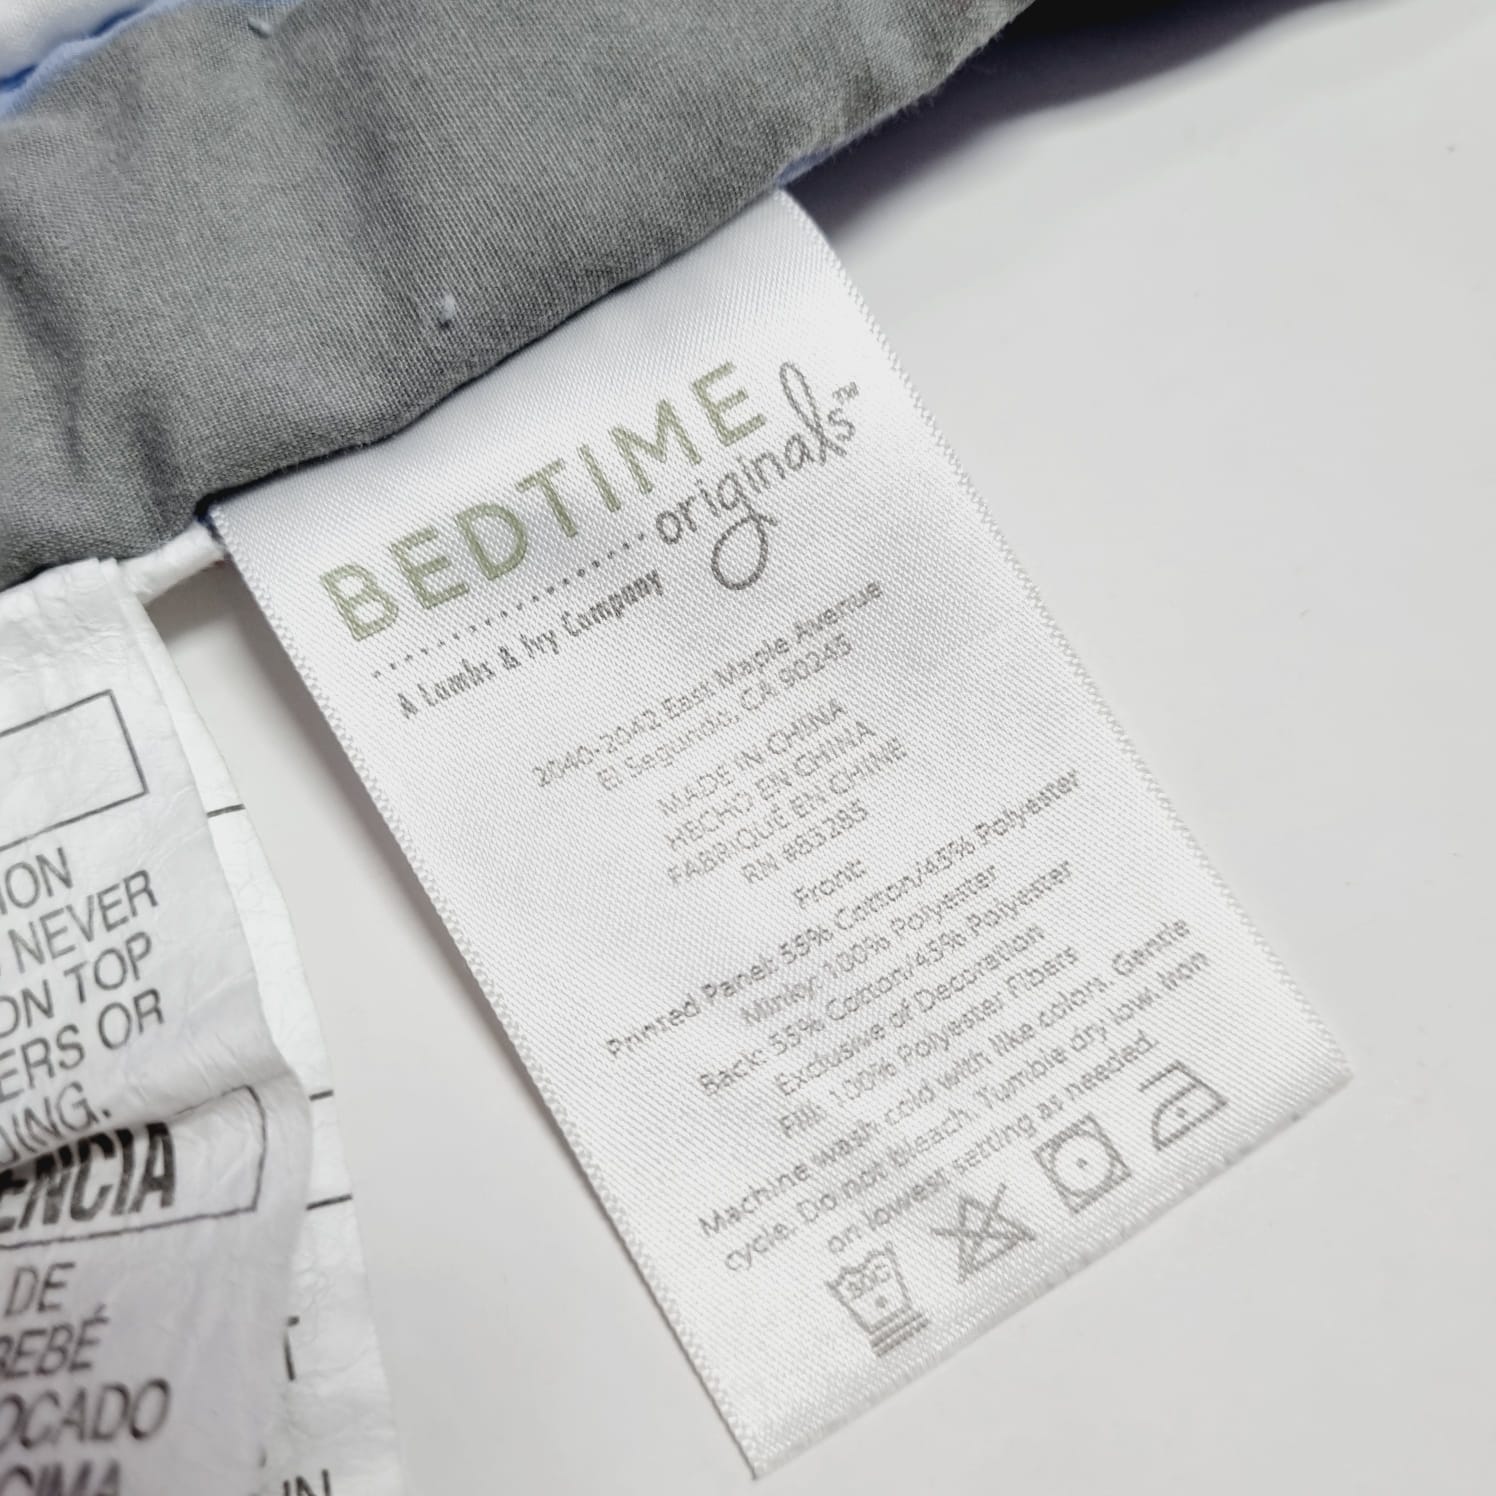 BEDTIME
originals™
A Lambs & Ivy Company
2040-2042 East Maple Avenue
El Segundo, CA 90245
MADE IN CHINA
HECHO EN CHINA
FABRIQUÉ EN CHINE
RN #83285
Front:
Printed Panel: 55% Cotton/45% Polyester
Minky: 100% Polyester
Back: 55% Cotton/45% Polyester
Exclusive of Decoration
Fill: 100% Polyester Fibers
Machine wash cold with like colors. Gentle
cycle. Do not bleach. Tumble dry low. Iron
on lowest setting as needed.
30C
ION
NEVER
ON TOP
ERS OR
ING.
ENCIA
DE
BEBÉ
OCADO
CIMA
IN